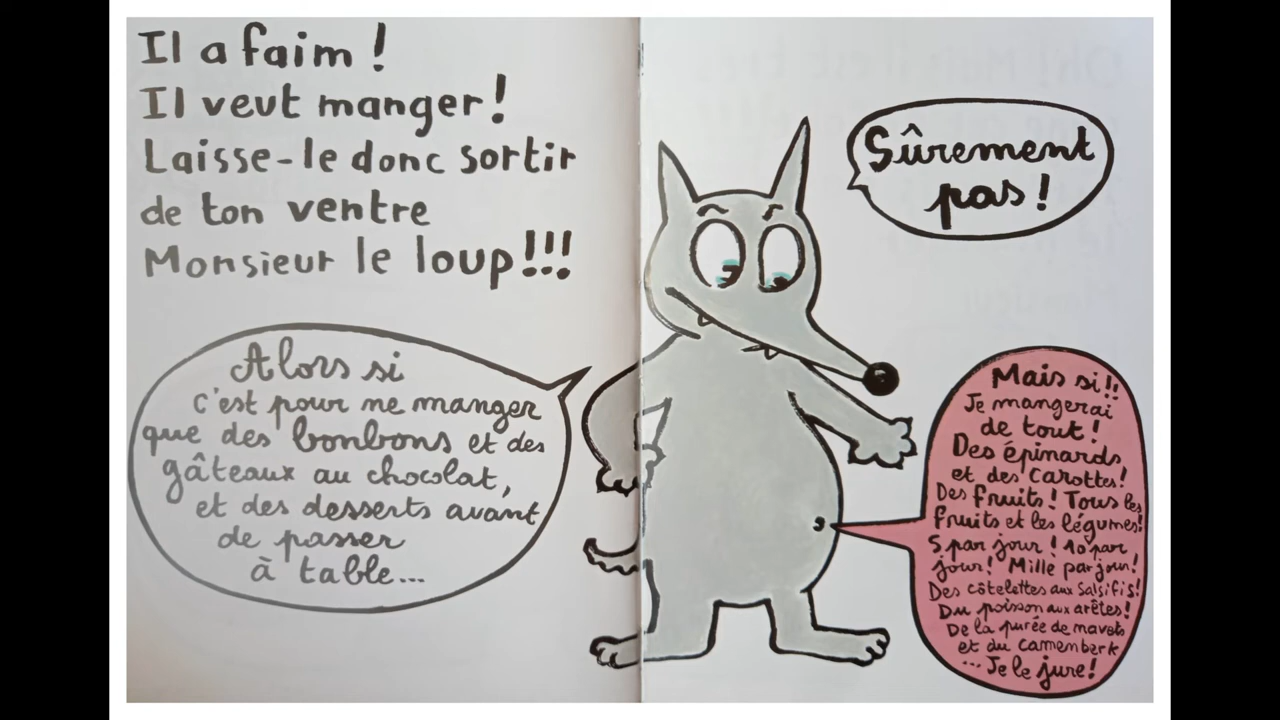 Il a faim !
Il veut manger !
Laisse-le donc sortir
de ton ventre
Monsieur le loup !!!
Sûrement
pas !
Alors si
c'est pour ne manger
que des bonbons et des
gâteaux au chocolat,
et des desserts avant
de passer
à table...
Mais si !!
Je mangerai
de tout !
Des épinards
et des carottes !
Des fruits ! Tous les
fruits et les légumes !
5 par jour ! 10 par
jour ! Mille par jour !
Des côtelettes aux Salsifis !
Du poisson aux arêtes !
De la purée de navets
et du camemberk
... Je le jure !